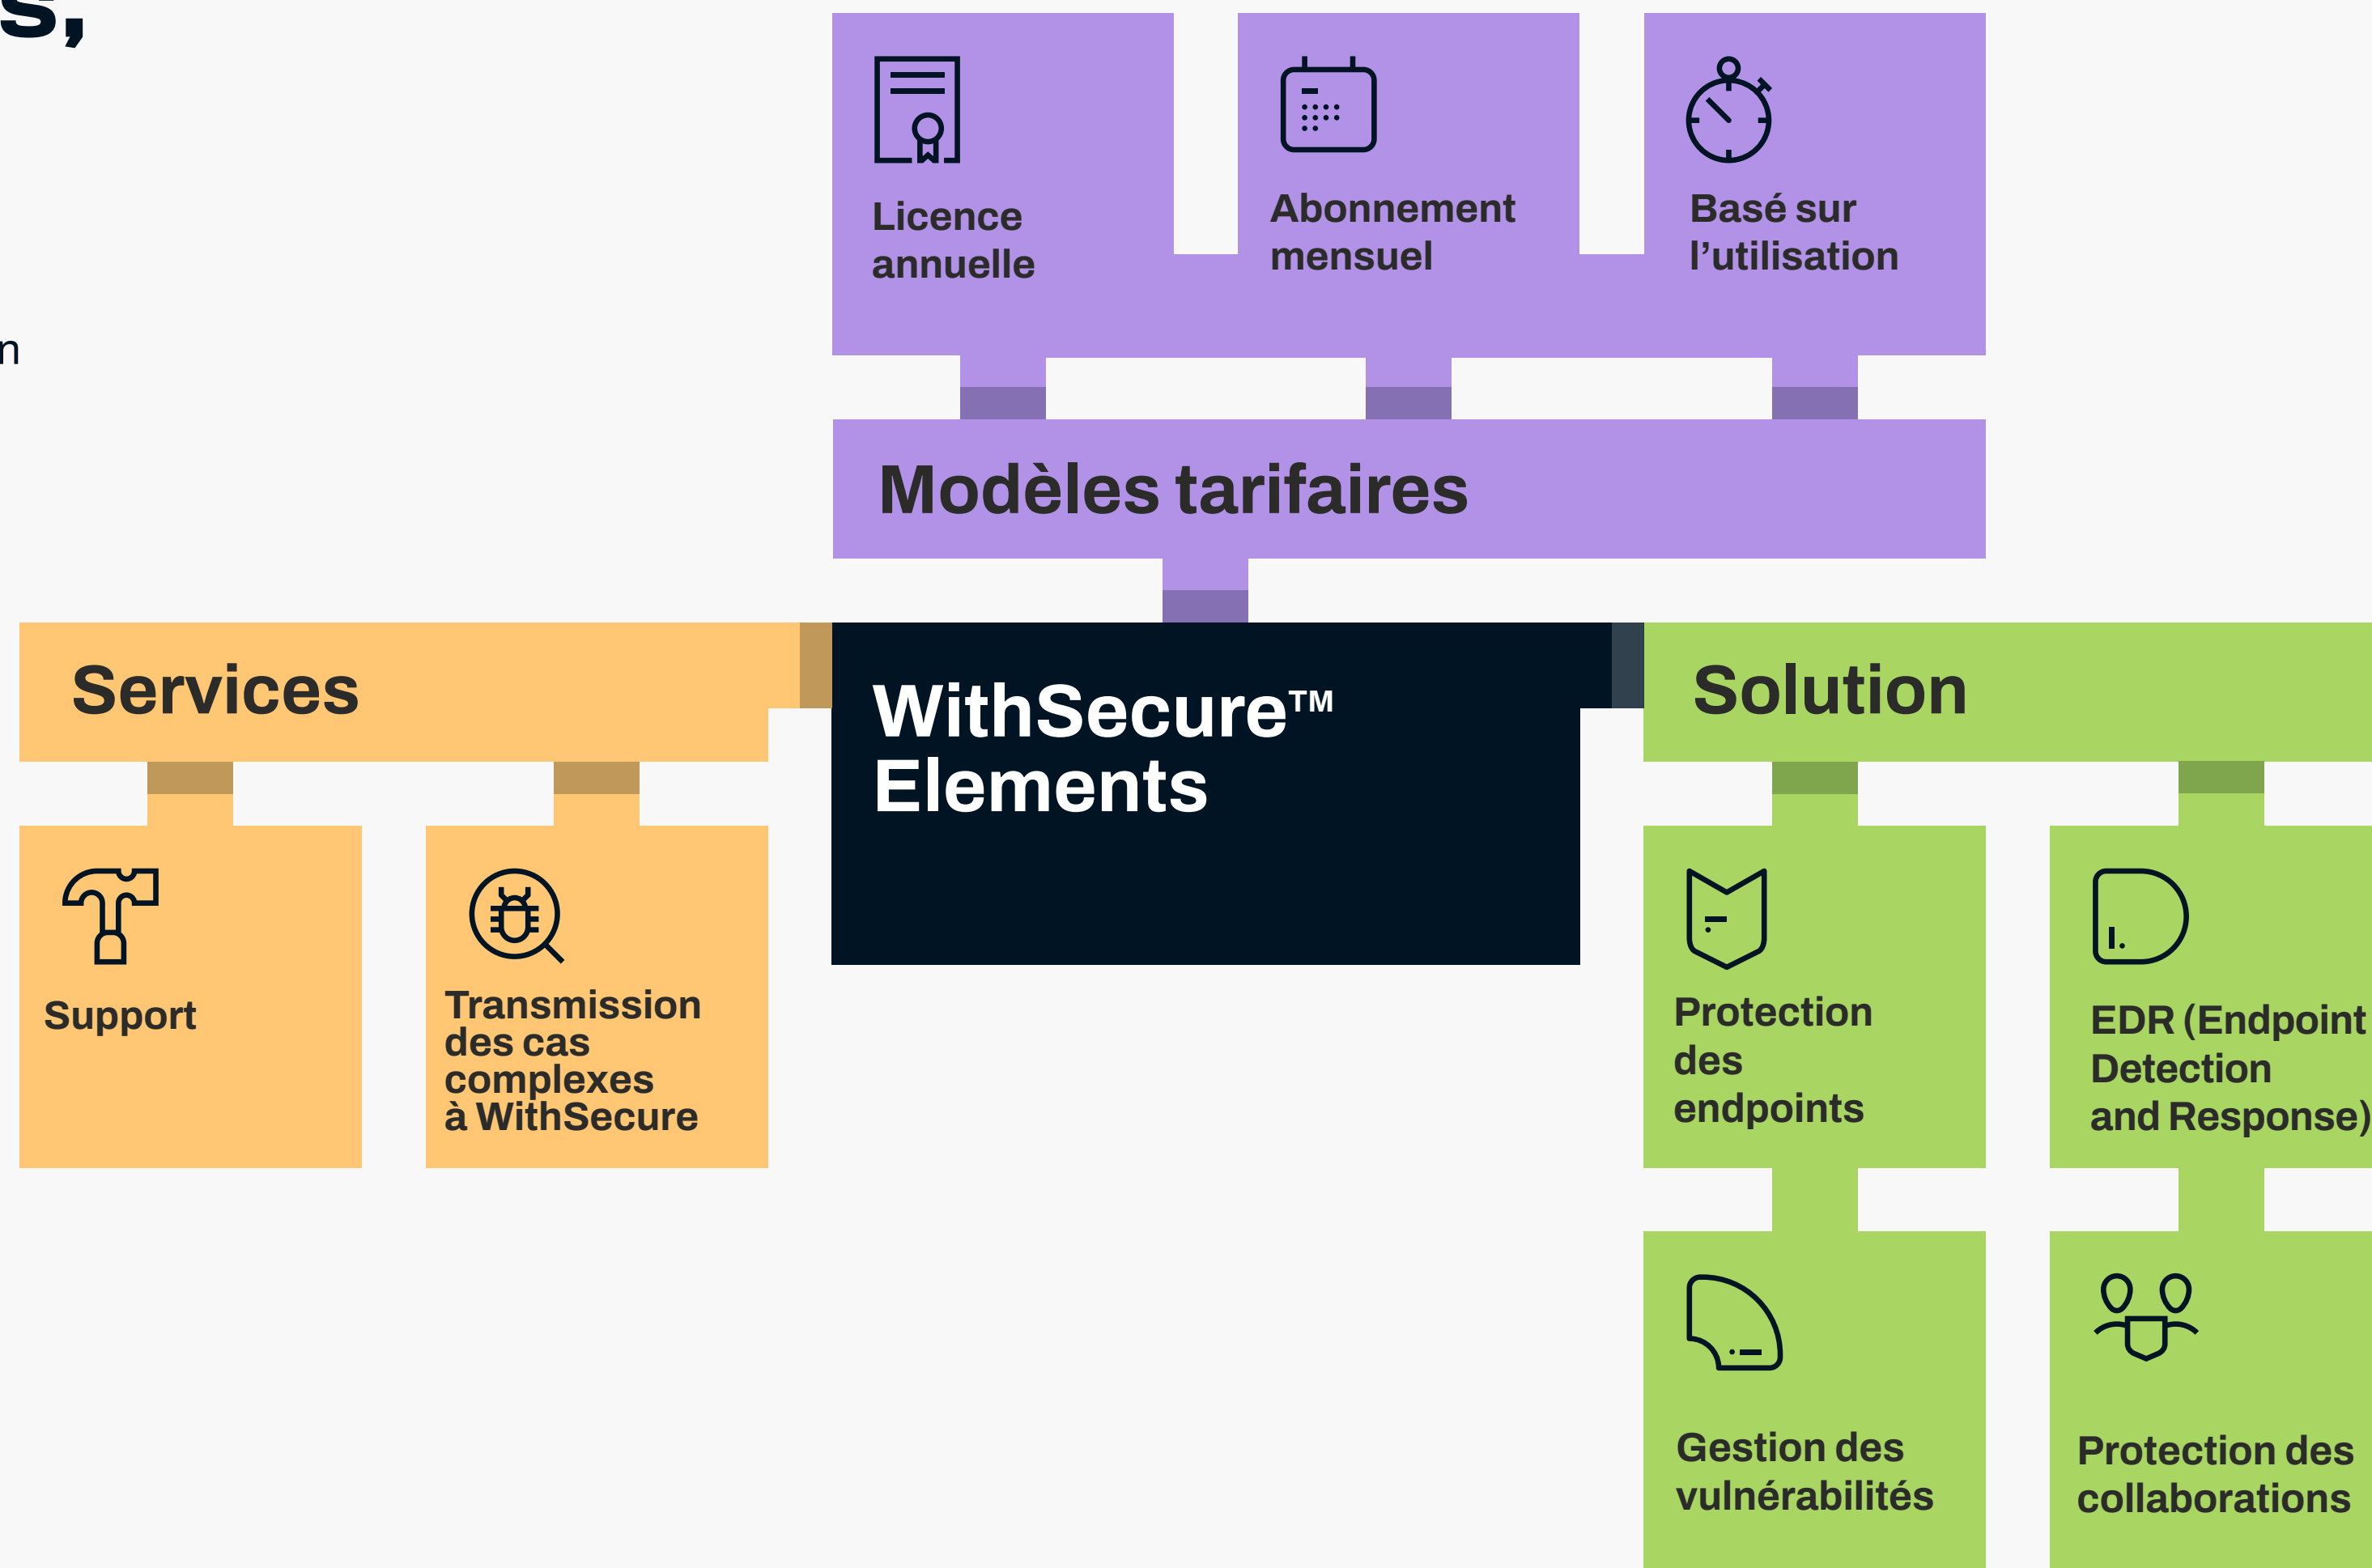 s,
n
Licence
annuelle
Abonnement
mensuel
Basé sur
l’utilisation
Modèles tarifaires
Services
WithSecure™
Elements
Solution
Support
Transmission
des cas
complexes
à WithSecure
Protection
des
endpoints
EDR (Endpoint
Detection
and Response)
Gestion des
vulnérabilités
Protection des
collaborations